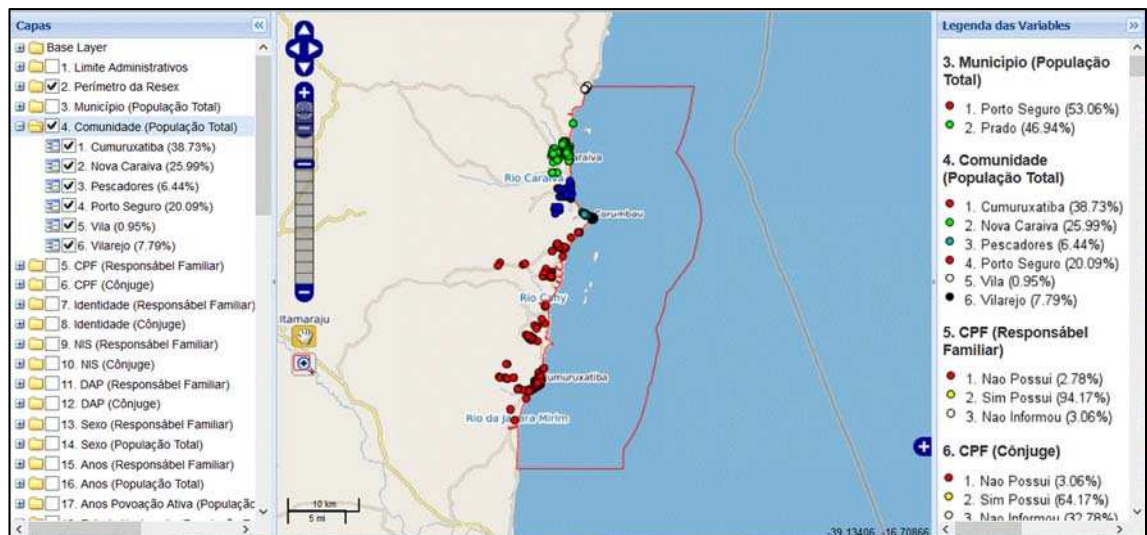 Capas
Base Layer
1. Limite Administrativos
2. Perímetro da Resex
3. Município (População Total)
4. Comunidade (População Total)
1. Cumuruxatiba (38.73%)
2. Nova Caraiva (25.99%)
3. Pescadores (6.44%)
4. Porto Seguro (20.09%)
5. Vila (0.95%)
6. Vilarejo (7.79%)
5. CPF (Responsábel Familiar)
6. CPF (Cônjuge)
7. Identidade (Responsábel Familiar)
8. Identidade (Cônjuge)
9. NIS (Responsábel Familiar)
10. NIS (Cônjuge)
11. DAP (Responsábel Familiar)
12. DAP (Cônjuge)
13. Sexo (Responsábel Familiar)
14. Sexo (População Total)
15. Anos (Responsábel Familiar)
16. Anos (População Total)
17. Anos Povoação Ativa (População
araiva
Rio Caraíva
Corumbau
Rio Cahy
Itamaraju
umuruxatiba
Mirim
10 km
5 mi
-39.13406, -16.70866
Legenda das Variables
3. Município (População
Total)
1. Porto Seguro (53.06%)
2. Prado (46.94%)
4. Comunidade
(População Total)
1. Cumuruxatiba (38.73%)
2. Nova Caraiva (25.99%)
3. Pescadores (6.44%)
4. Porto Seguro (20.09%)
5. Vila (0.95%)
6. Vilarejo (7.79%)
5. CPF (Responsábel
Familiar)
1. Nao Possui (2.78%)
2. Sim Possui (94.17%)
3. Nao Informou (3.06%)
6. CPF (Cônjuge)
1. Nao Possui (3.06%)
2. Sim Possui (64.17%)
3. Nao Informou (32.78%)